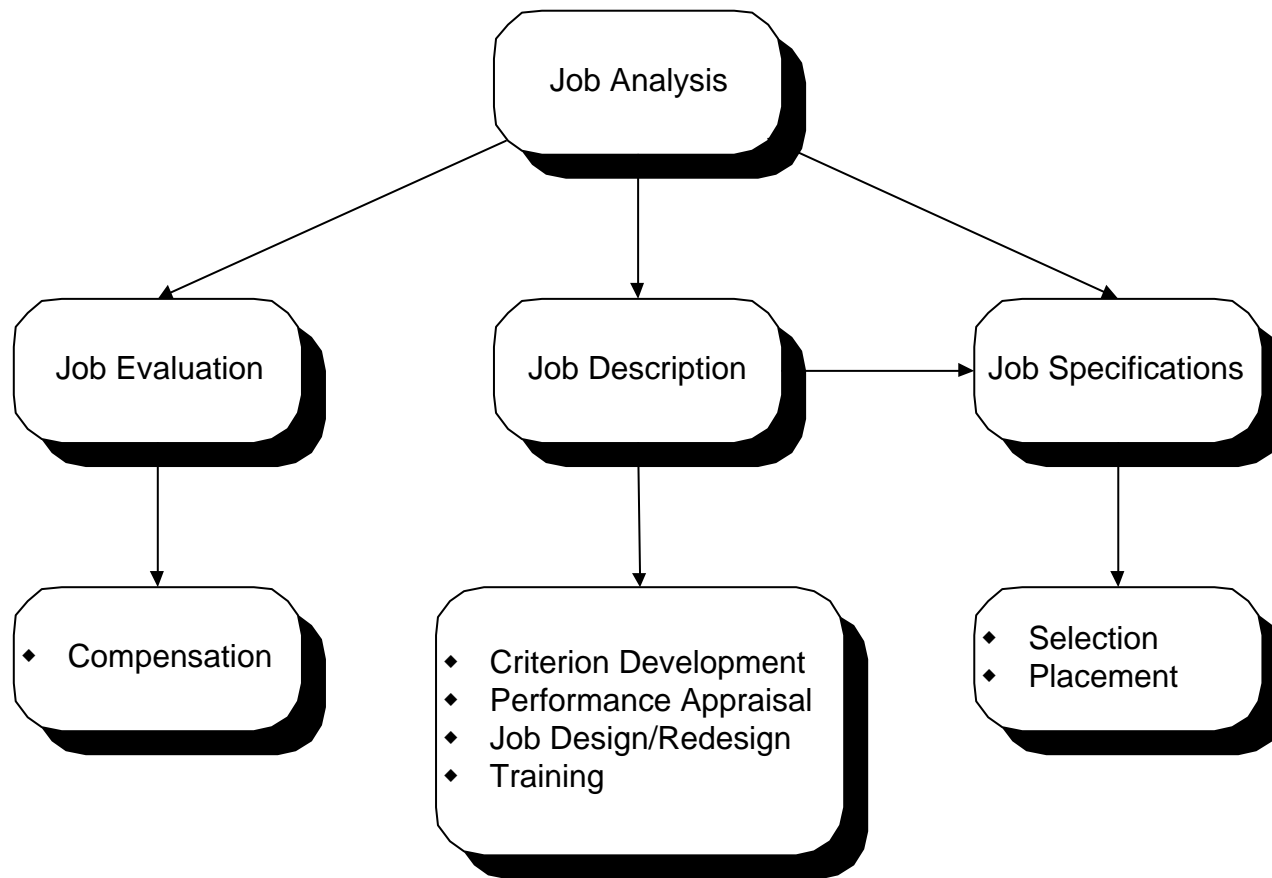 Job Analysis
Job Evaluation
Job Description
Job Specifications
◆ Compensation
◆ Criterion Development
◆ Performance Appraisal
◆ Job Design/Redesign
◆ Training
◆ Selection
◆ Placement